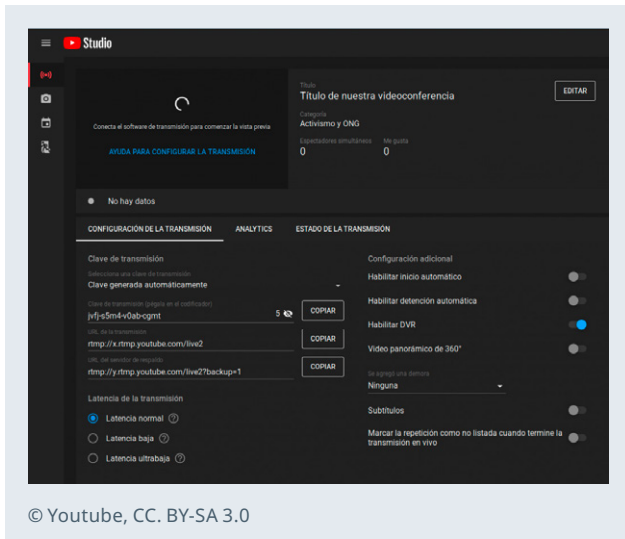 Studio
Título
Título de nuestra videoconferencia
EDITAR
Categoría
Activismo y ONG
Espectadores simultáneos Me gusta
0 0
Conecta el software de transmisión para comenzar la vista previa
AYUDA PARA CONFIGURAR LA TRANSMISIÓN
No hay datos
CONFIGURACIÓN DE LA TRANSMISIÓN ANALYTICS ESTADO DE LA TRANSMISIÓN
Clave de transmisión
Selecciona una clave de transmisión
Clave generada automáticamente
Clave de transmisión (pégala en el codificador)
jvfj-s5m4-v0ab-cgmt 5 COPIAR
URL de la transmisión
rtmp://x.rtmp.youtube.com/live2 COPIAR
URL del servidor de respaldo
rtmp://y.rtmp.youtube.com/live2?backup=1 COPIAR
Latencia de la transmisión
Latencia normal
Latencia baja
Latencia ultrabaja
Configuración adicional
Habilitar inicio automático
Habilitar detención automática
Habilitar DVR
Video panorámico de 360°
Se agregó una demora
Ninguna
Subtítulos
Marcar la repetición como no listada cuando termine la
transmisión en vivo
© Youtube, CC. BY-SA 3.0